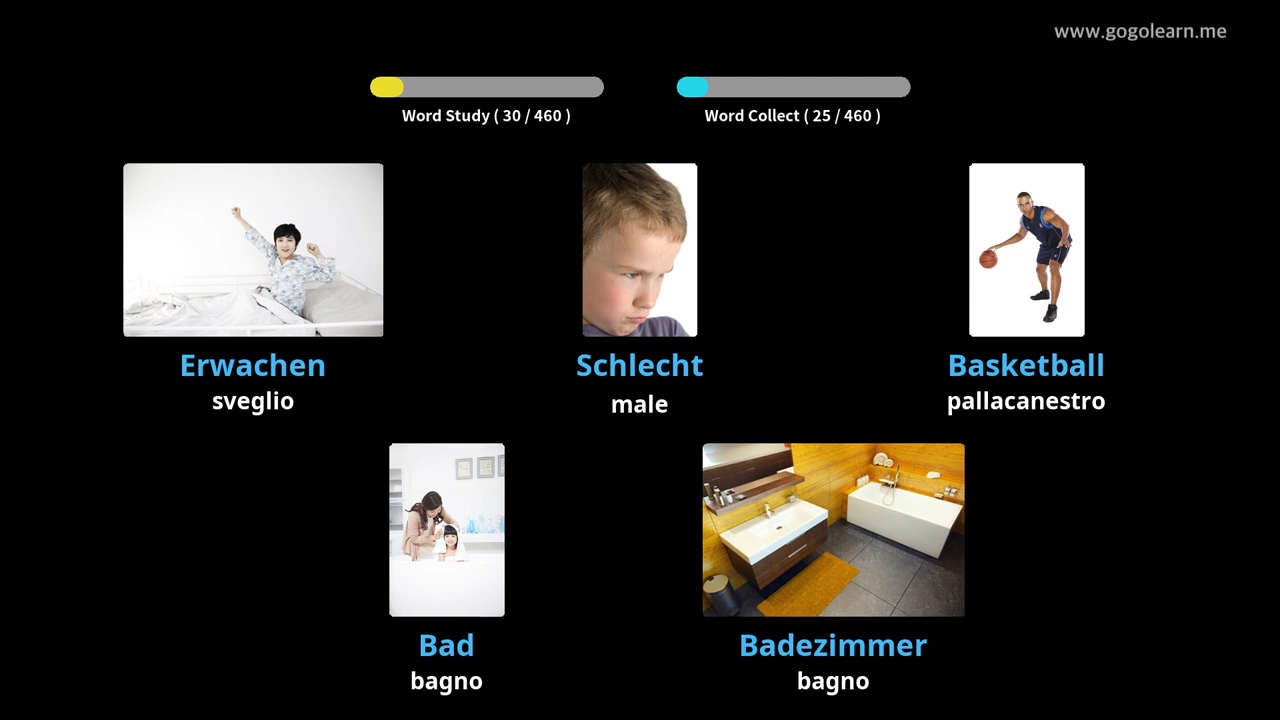 www.gogolearn.me
Word Study ( 30 / 460 )
Word Collect ( 25 / 460 )
Erwachen
sveglio
Schlecht
male
Basketball
pallacanestro
Bad
bagno
Badezimmer
bagno